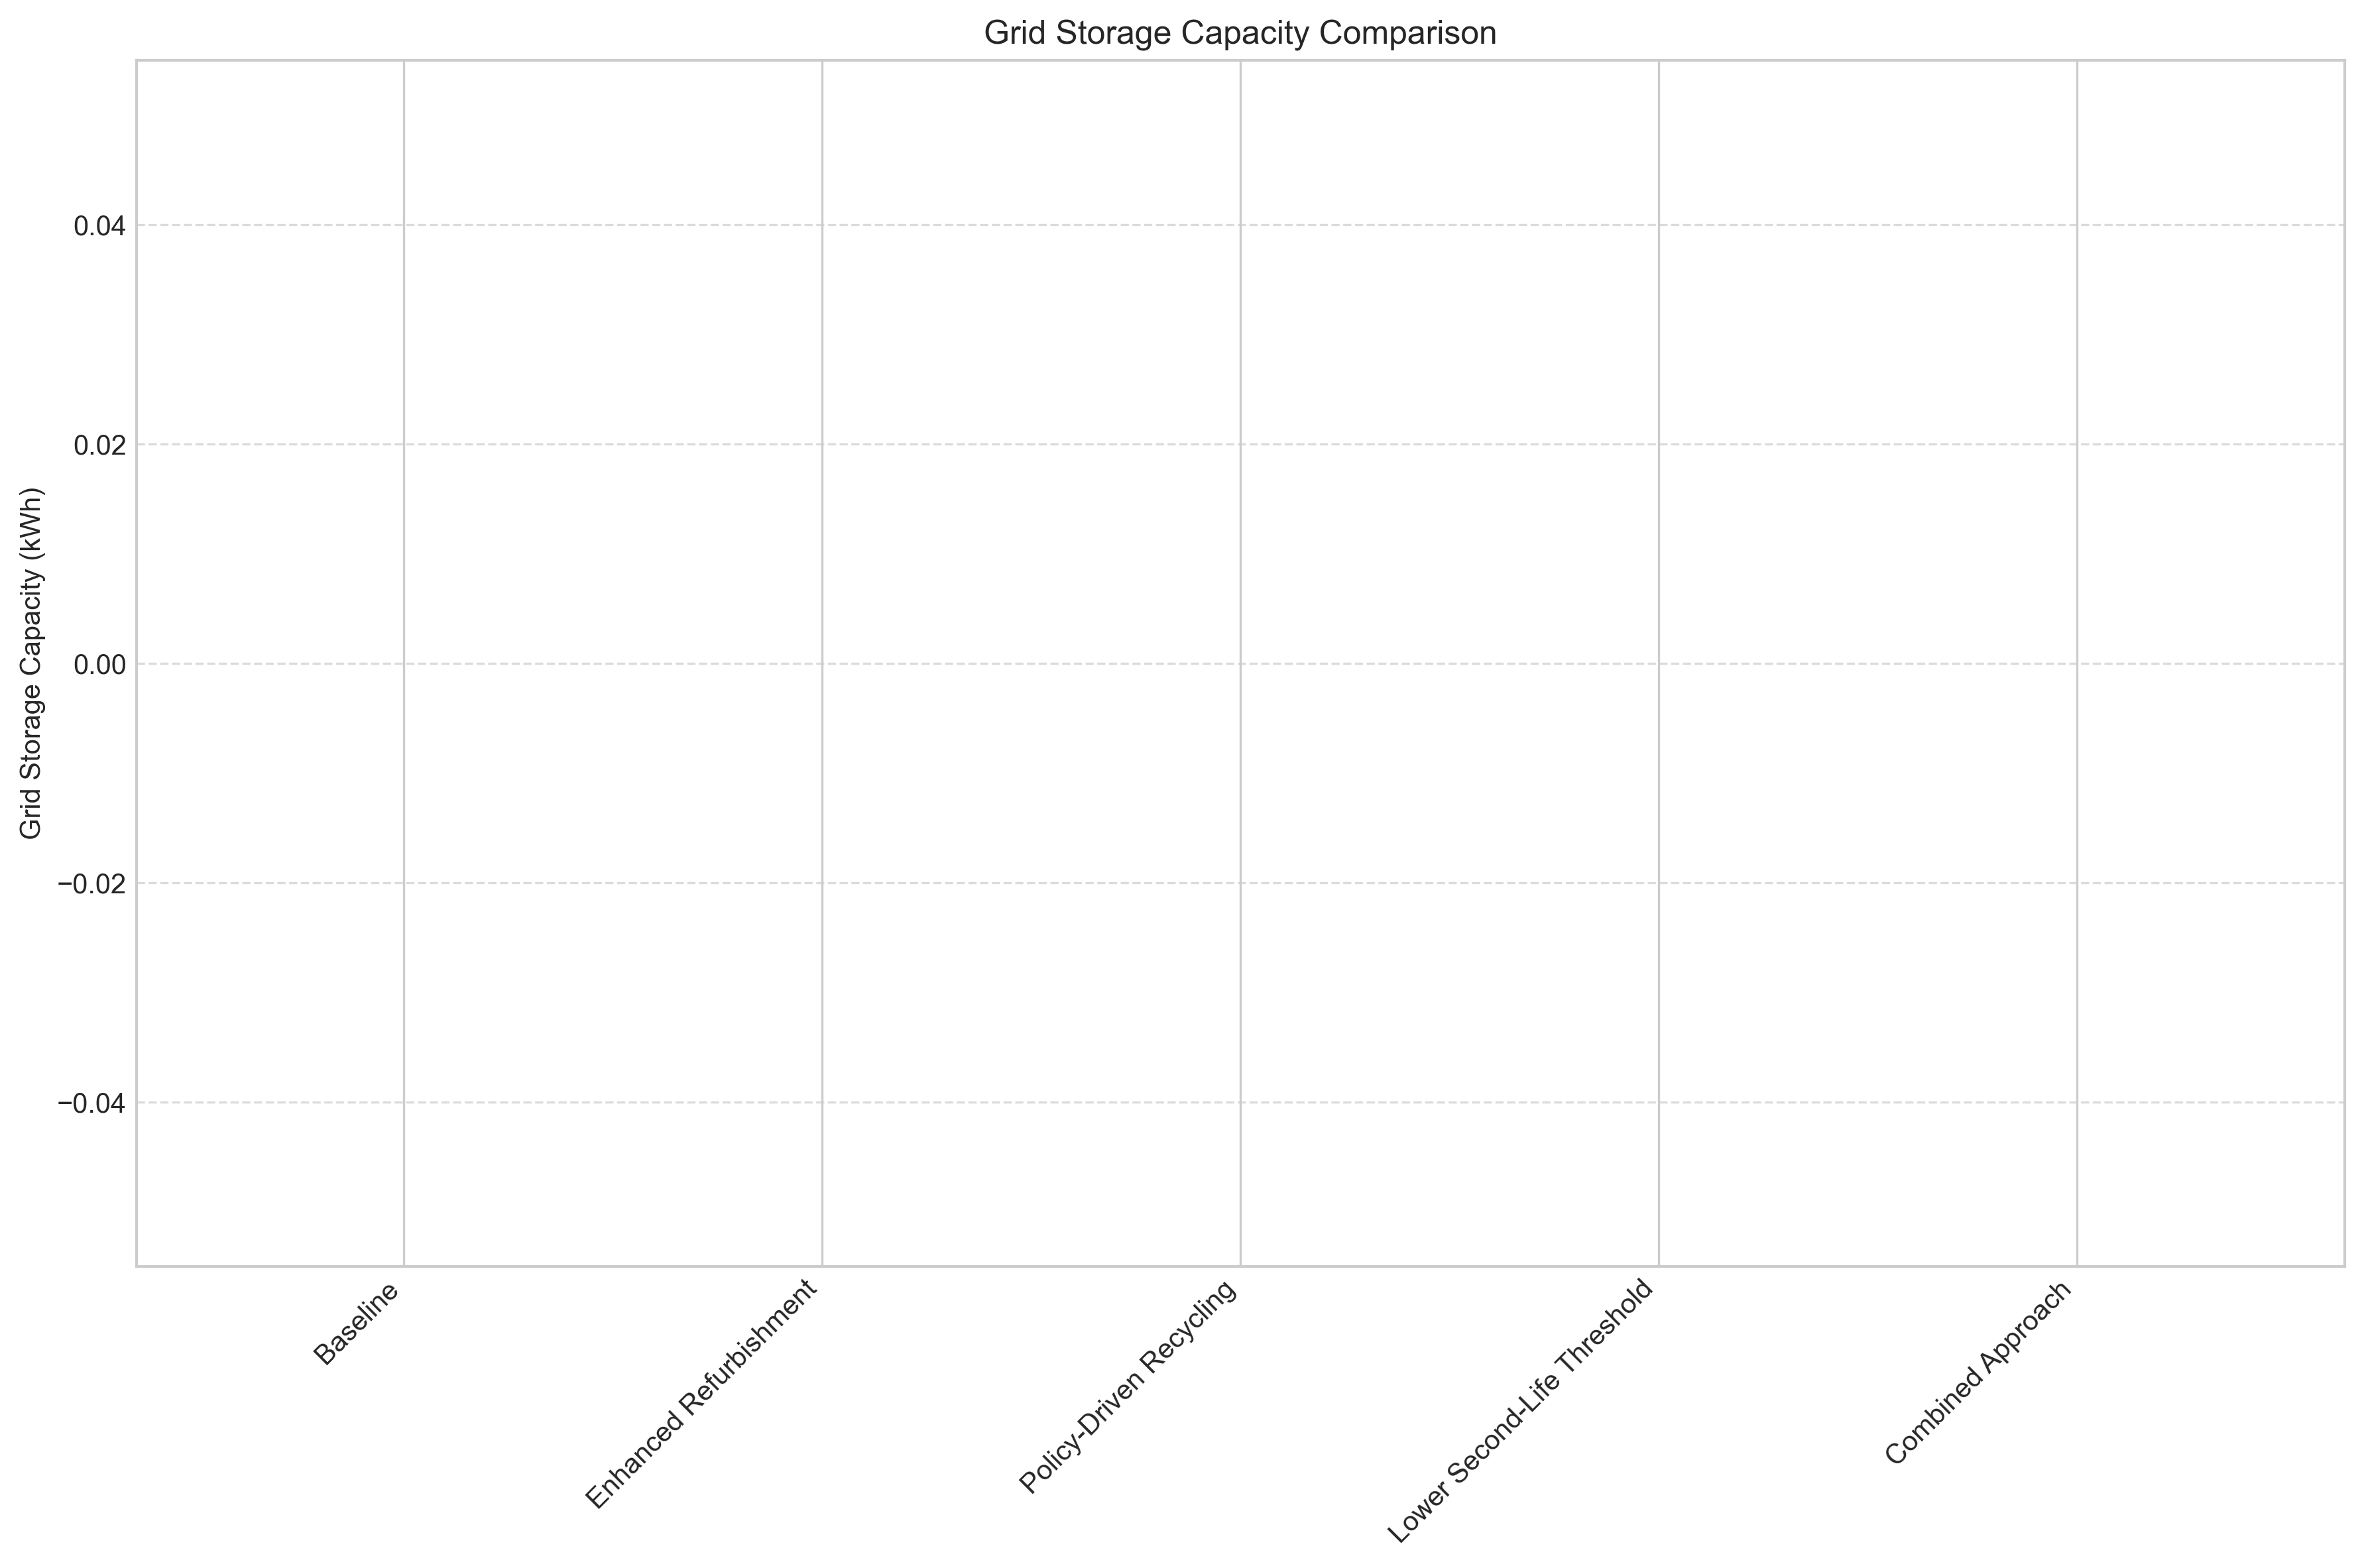 Grid Storage Capacity Comparison
Grid Storage Capacity (kWh)
0.04
0.02
0.00
−0.02
−0.04
Baseline
Enhanced Refurbishment
Policy-Driven Recycling
Lower Second-Life Threshold
Combined Approach